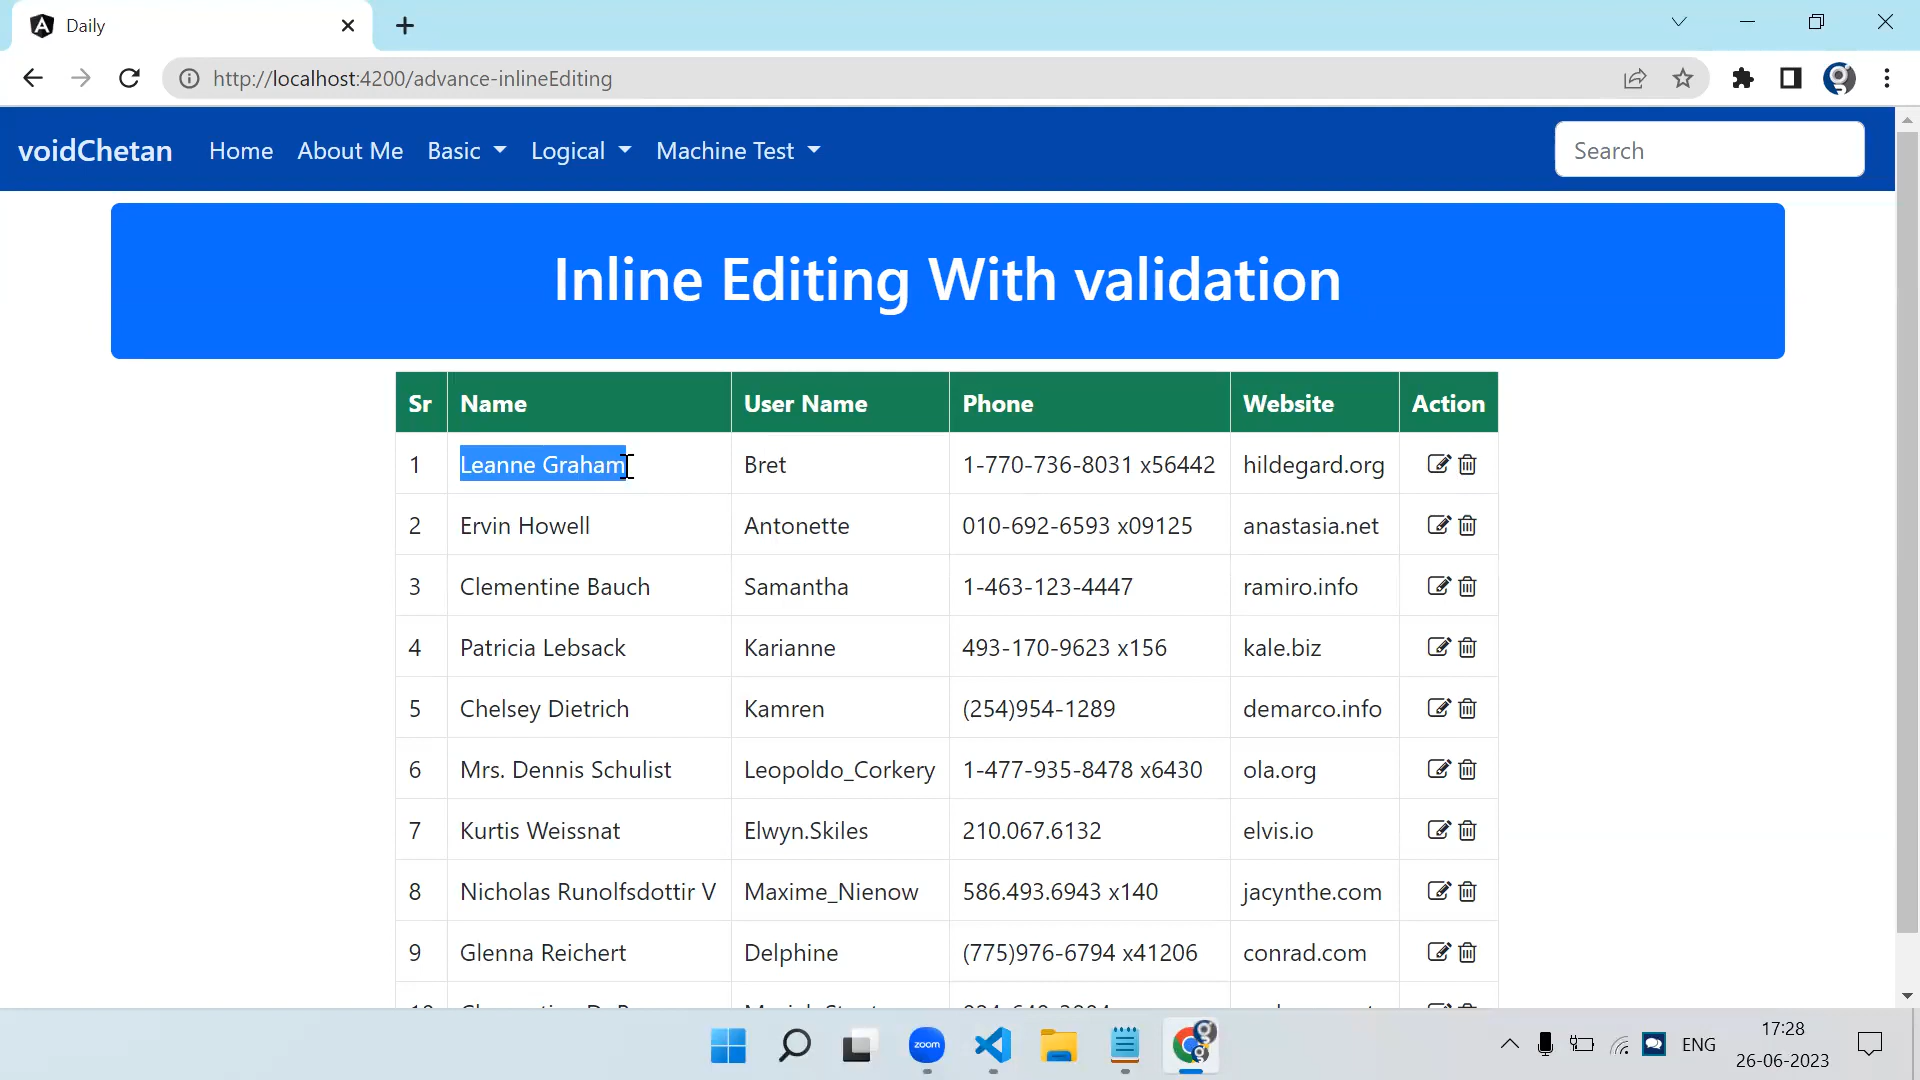 Daily
http://localhost:4200/advance-inlineEditing
voidChetan Home About Me Basic Logical Machine Test Search
Inline Editing With validation
Sr Name User Name Phone Website Action
1 Leanne Graham Bret 1-770-736-8031 x56442 hildegard.org
2 Ervin Howell Antonette 010-692-6593 x09125 anastasia.net
3 Clementine Bauch Samantha 1-463-123-4447 ramiro.info
4 Patricia Lebsack Karianne 493-170-9623 x156 kale.biz
5 Chelsey Dietrich Kamren (254)954-1289 demarco.info
6 Mrs. Dennis Schulist Leopoldo_Corkery 1-477-935-8478 x6430 ola.org
7 Kurtis Weissnat Elwyn.Skiles 210.067.6132 elvis.io
8 Nicholas Runolfsdottir V Maxime_Nienow 586.493.6943 x140 jacynthe.com
9 Glenna Reichert Delphine (775)976-6794 x41206 conrad.com
zoom
ENG
17:28
26-06-2023